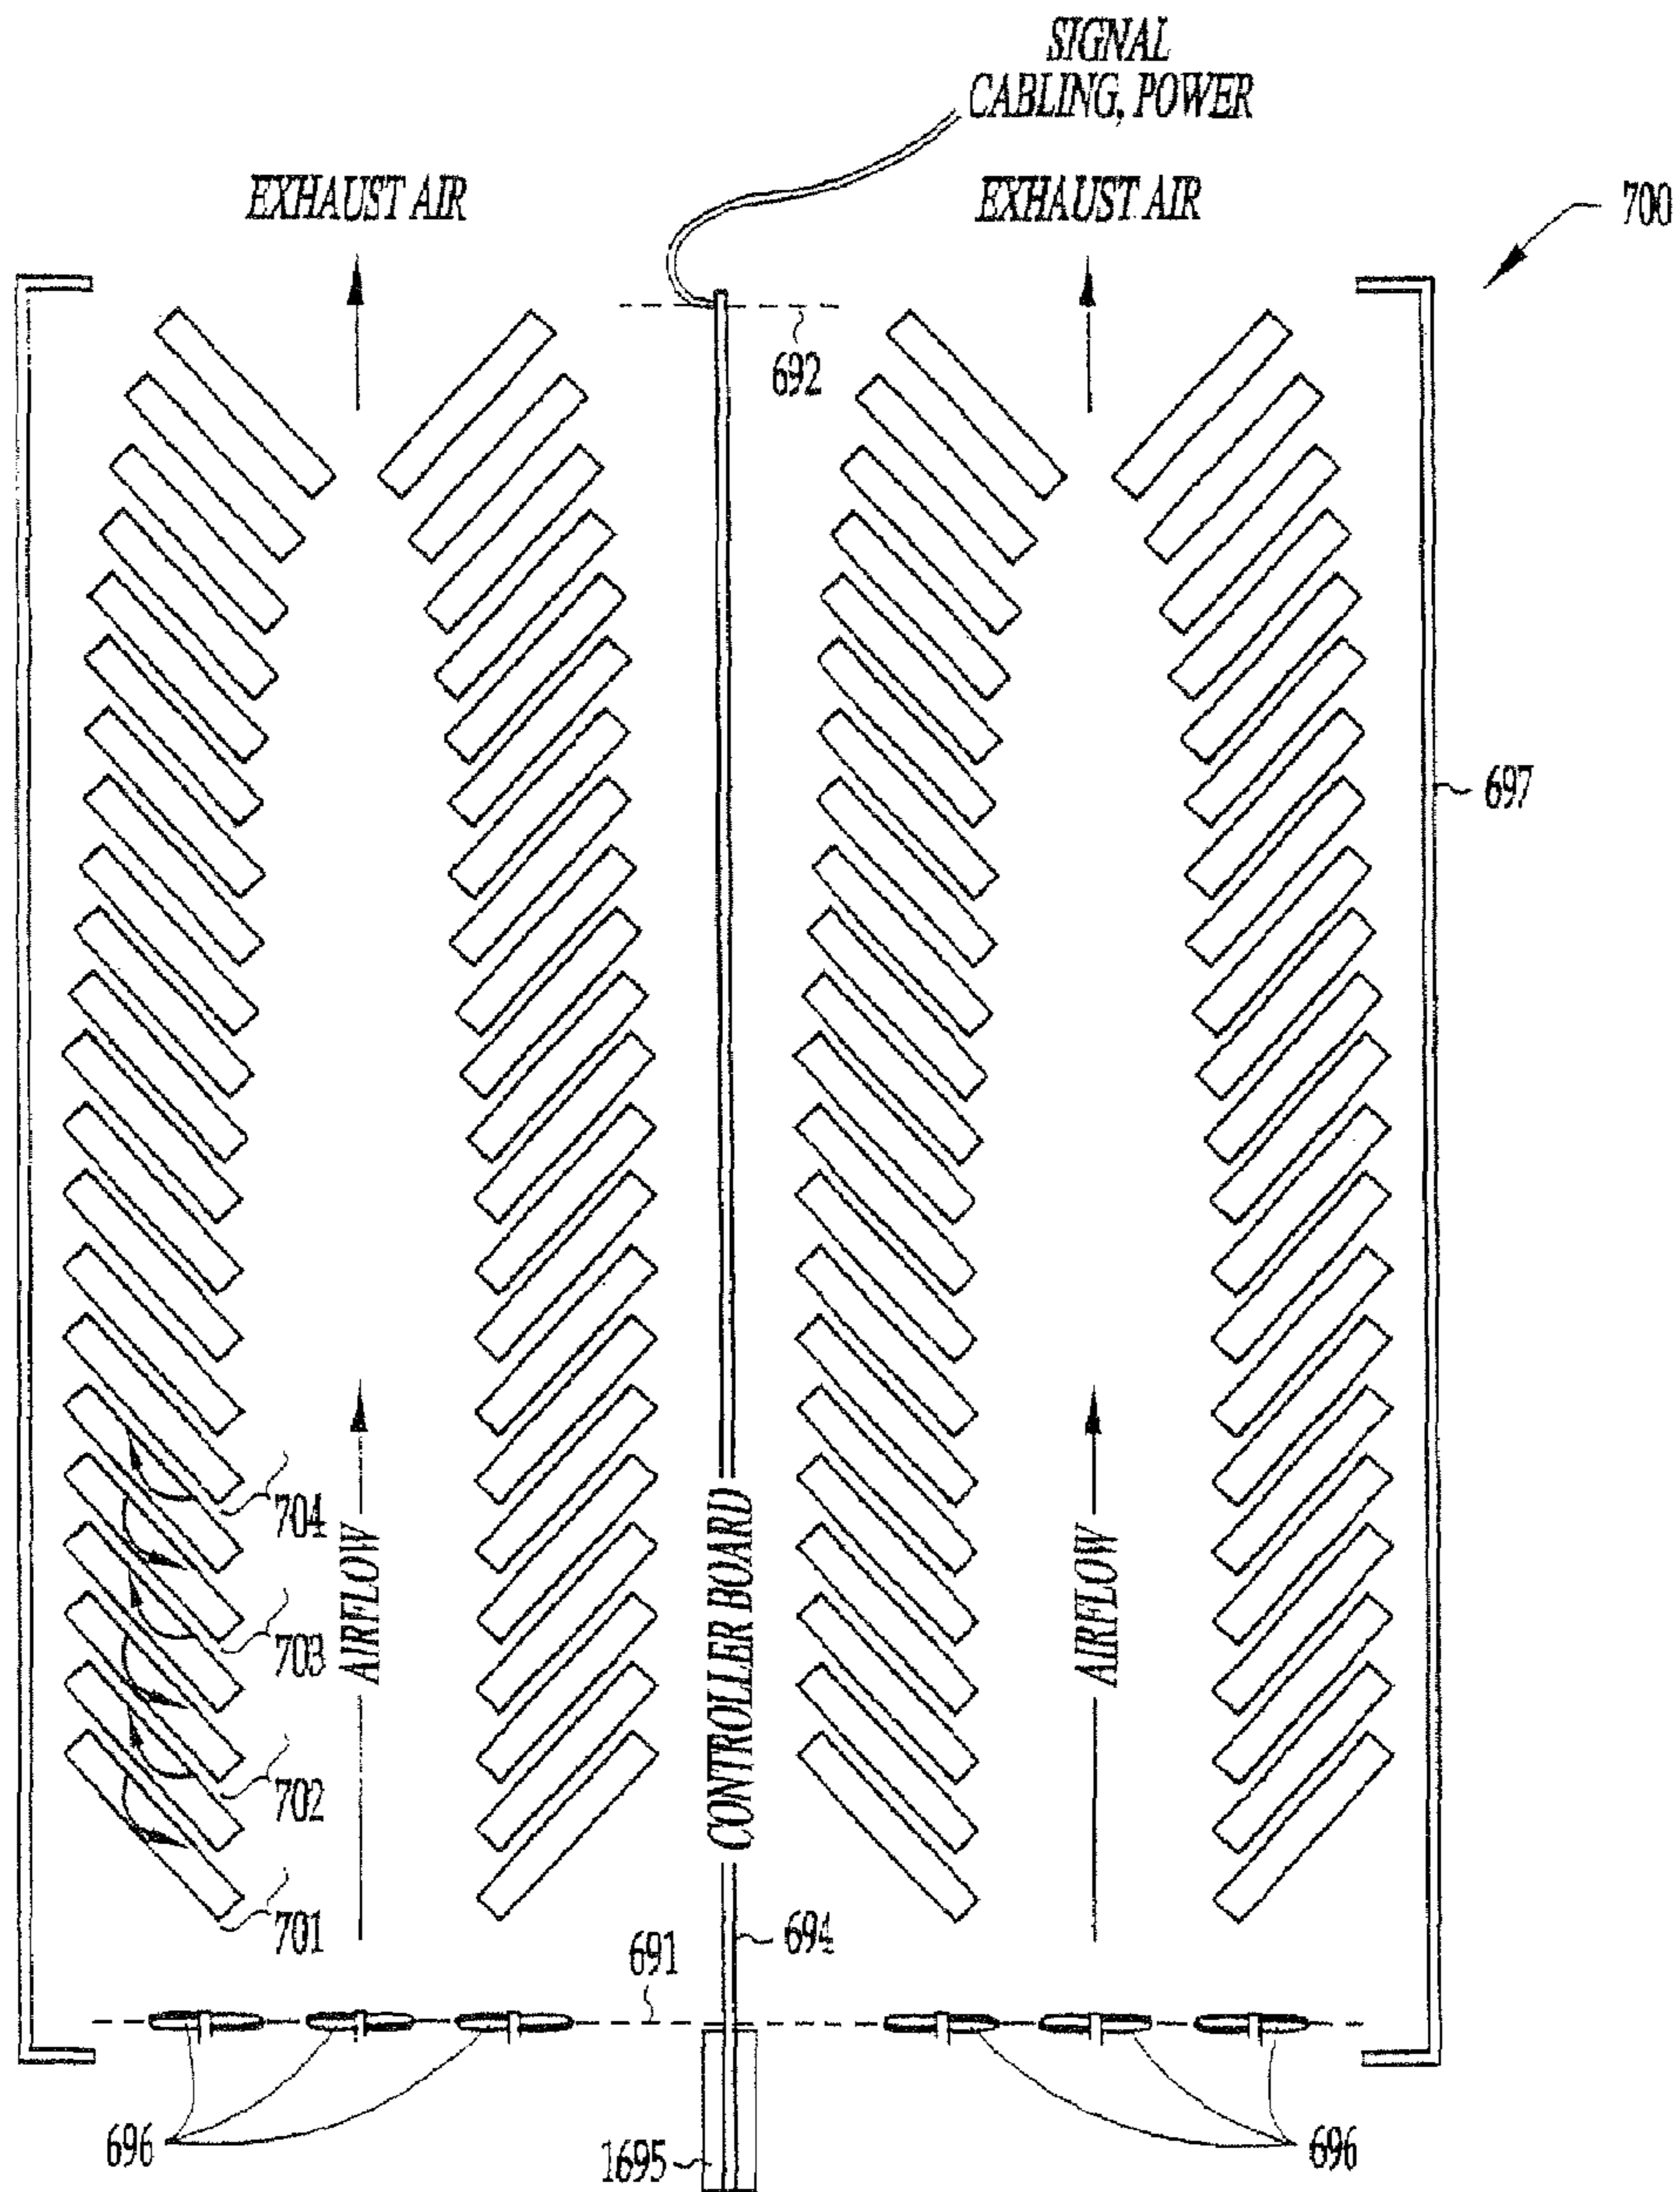 SIGNAL
CABLING, POWER
EXHAUST AIR
EXHAUST AIR
700
692
697
704
703
702
701
AIRFLOW
CONTROLLER BOARD
AIRFLOW
694
691
696
1695
696